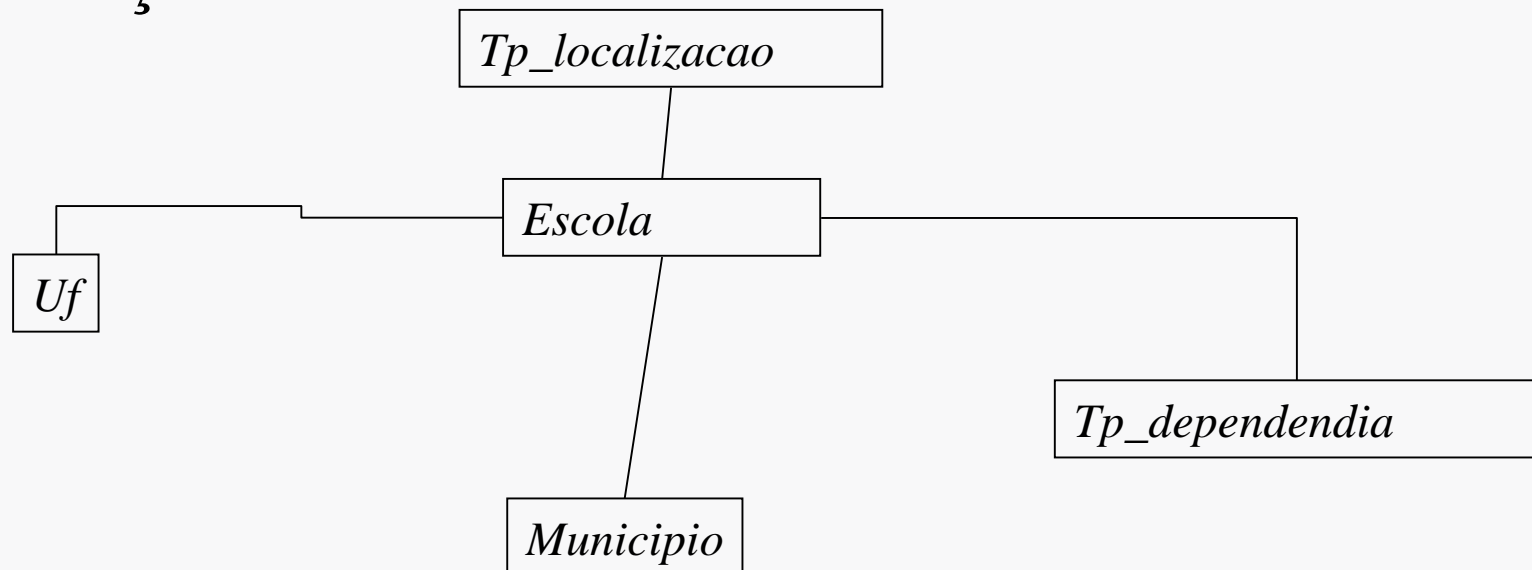 Tp_localizacao
Escola
Uf
Tp_dependendia
Municipio